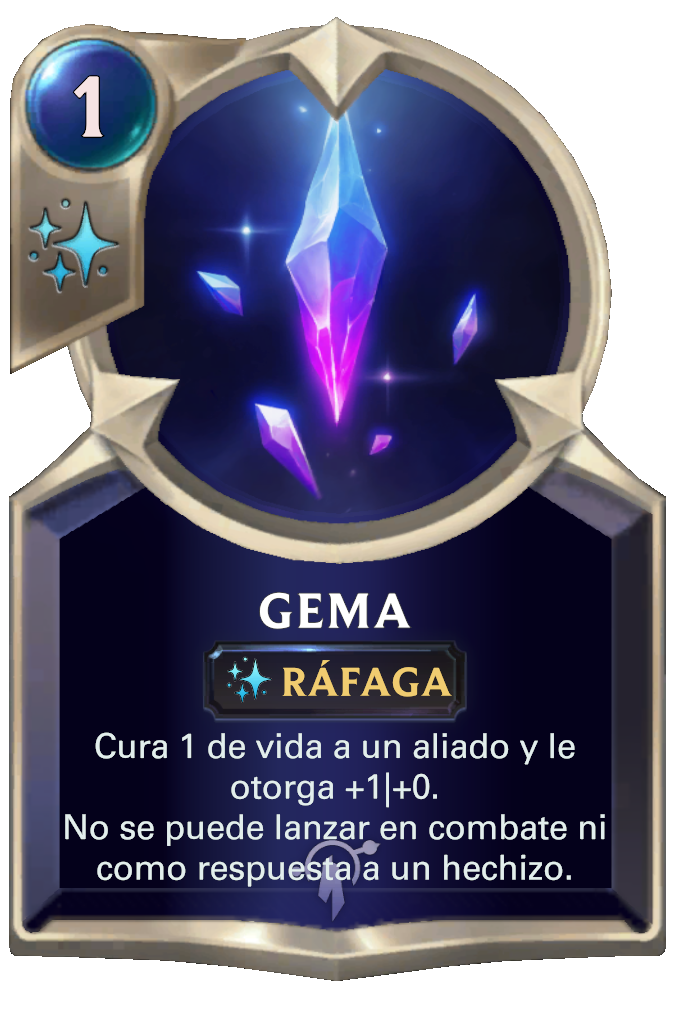 1
GEMA
RÁFAGA
Cura 1 de vida a un aliado y le
otorga +1|+0.
No se puede lanzar en combate ni
como respuesta a un hechizo.